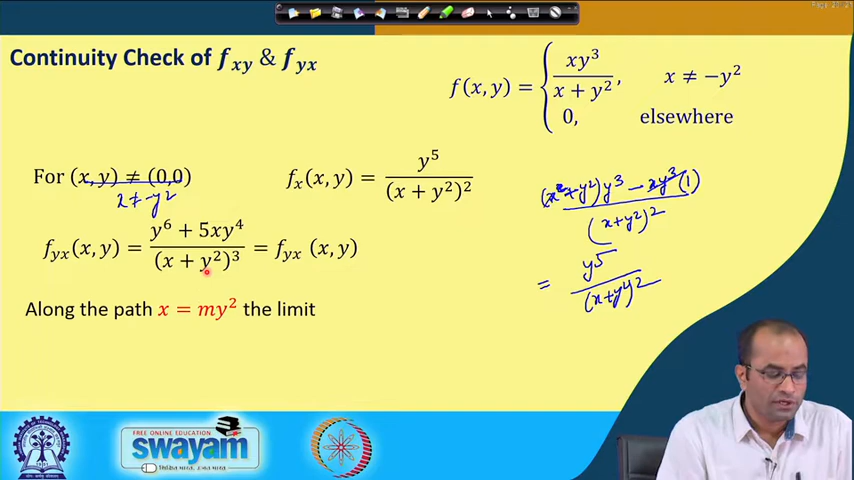 Continuity Check of f_xy & f_yx
f(x, y) = { xy³/(x + y²), x ≠ −y²
0, elsewhere
For (x, y) ≠ (0,0)
x ≠ −y²
f_x(x, y) = y⁵/(x + y²)²
((x+y²)y³ − xy³(1))/(x+y²)²
= y⁵/(x+y²)²
f_yx(x, y) = (y⁶ + 5xy⁴)/(x + y²)³ = f_yx (x, y)
Along the path x = my² the limit
FREE ONLINE EDUCATION
swayam